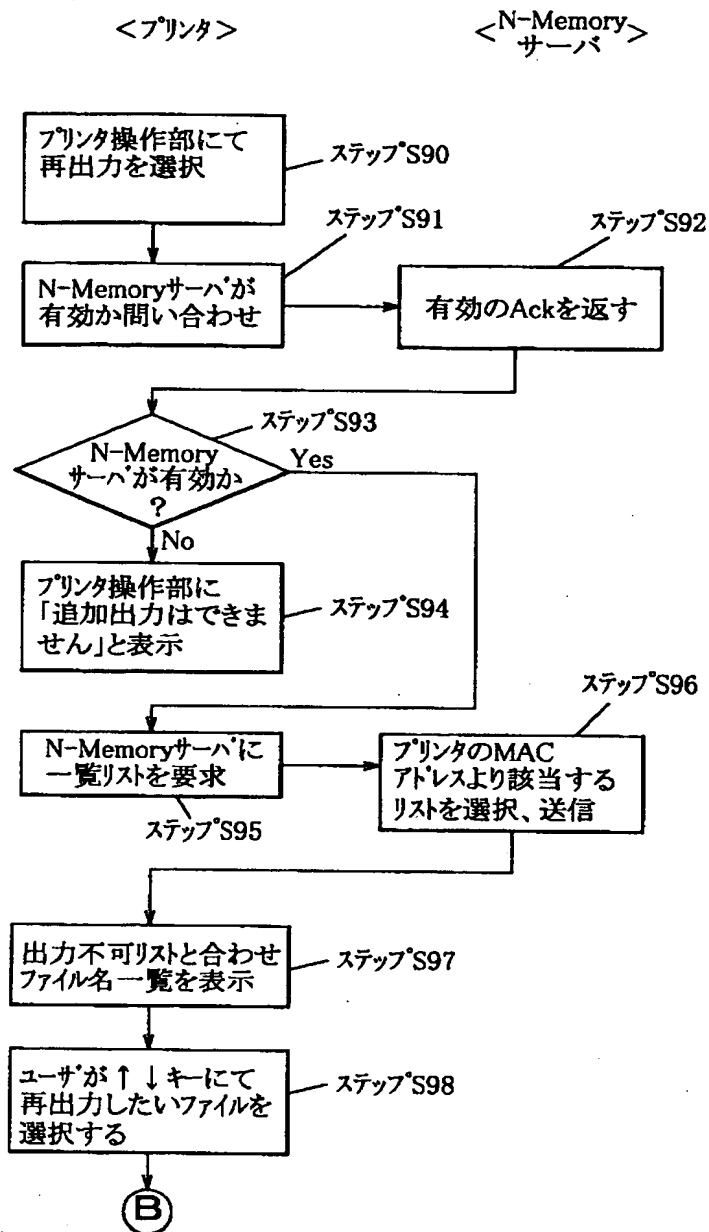 <プリンタ>
<N-Memory
サーバ>
プリンタ操作部にて
再出力を選択
ステップS90
ステップS91
ステップS92
N-Memoryサーバが
有効か問い合わせ
有効のAckを返す
ステップS93
N-Memory
サーバが有効か
?
Yes
No
プリンタ操作部に
「追加出力はできま
せん」と表示
ステップS94
ステップS96
N-Memoryサーバに
一覧リストを要求
プリンタのMAC
アドレスより該当する
リストを選択、送信
ステップS95
出力不可リストと合わせ
ファイル名一覧を表示
ステップS97
ユーザが↑↓キーにて
再出力したいファイルを
選択する
ステップS98
B